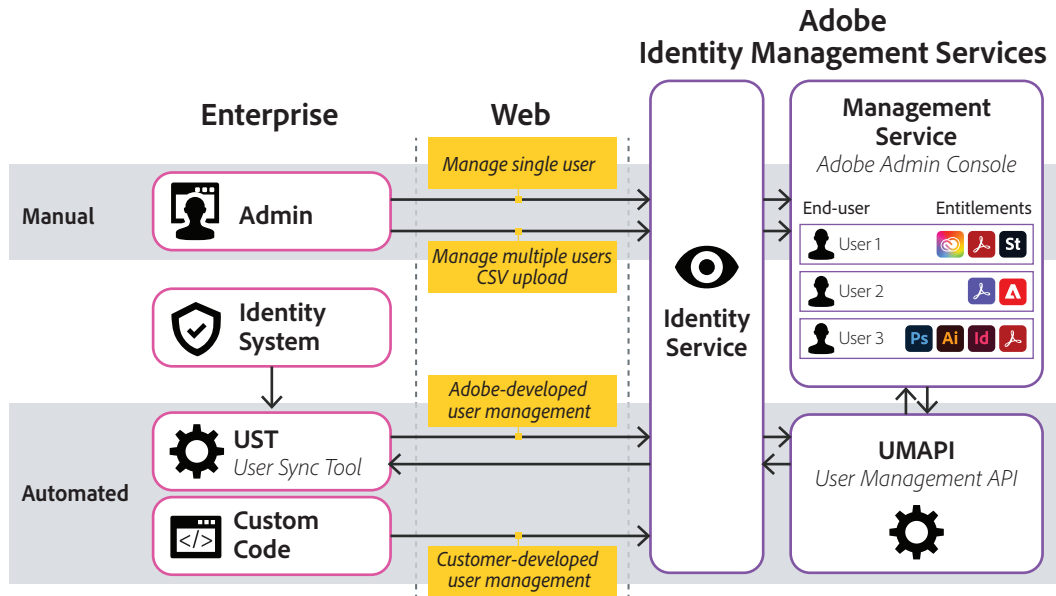 Adobe
Identity Management Services
Enterprise
Web
Management
Service
Adobe Admin Console
Manual
Admin
Manage single user
Manage multiple users
CSV upload
End-user
Entitlements
User 1
St
User 2
User 3
Ps
Ai
Id
Identity
Service
Identity
System
Automated
UST
User Sync Tool
Adobe-developed
user management
UMAPI
User Management API
</>
Custom
Code
Customer-developed
user management